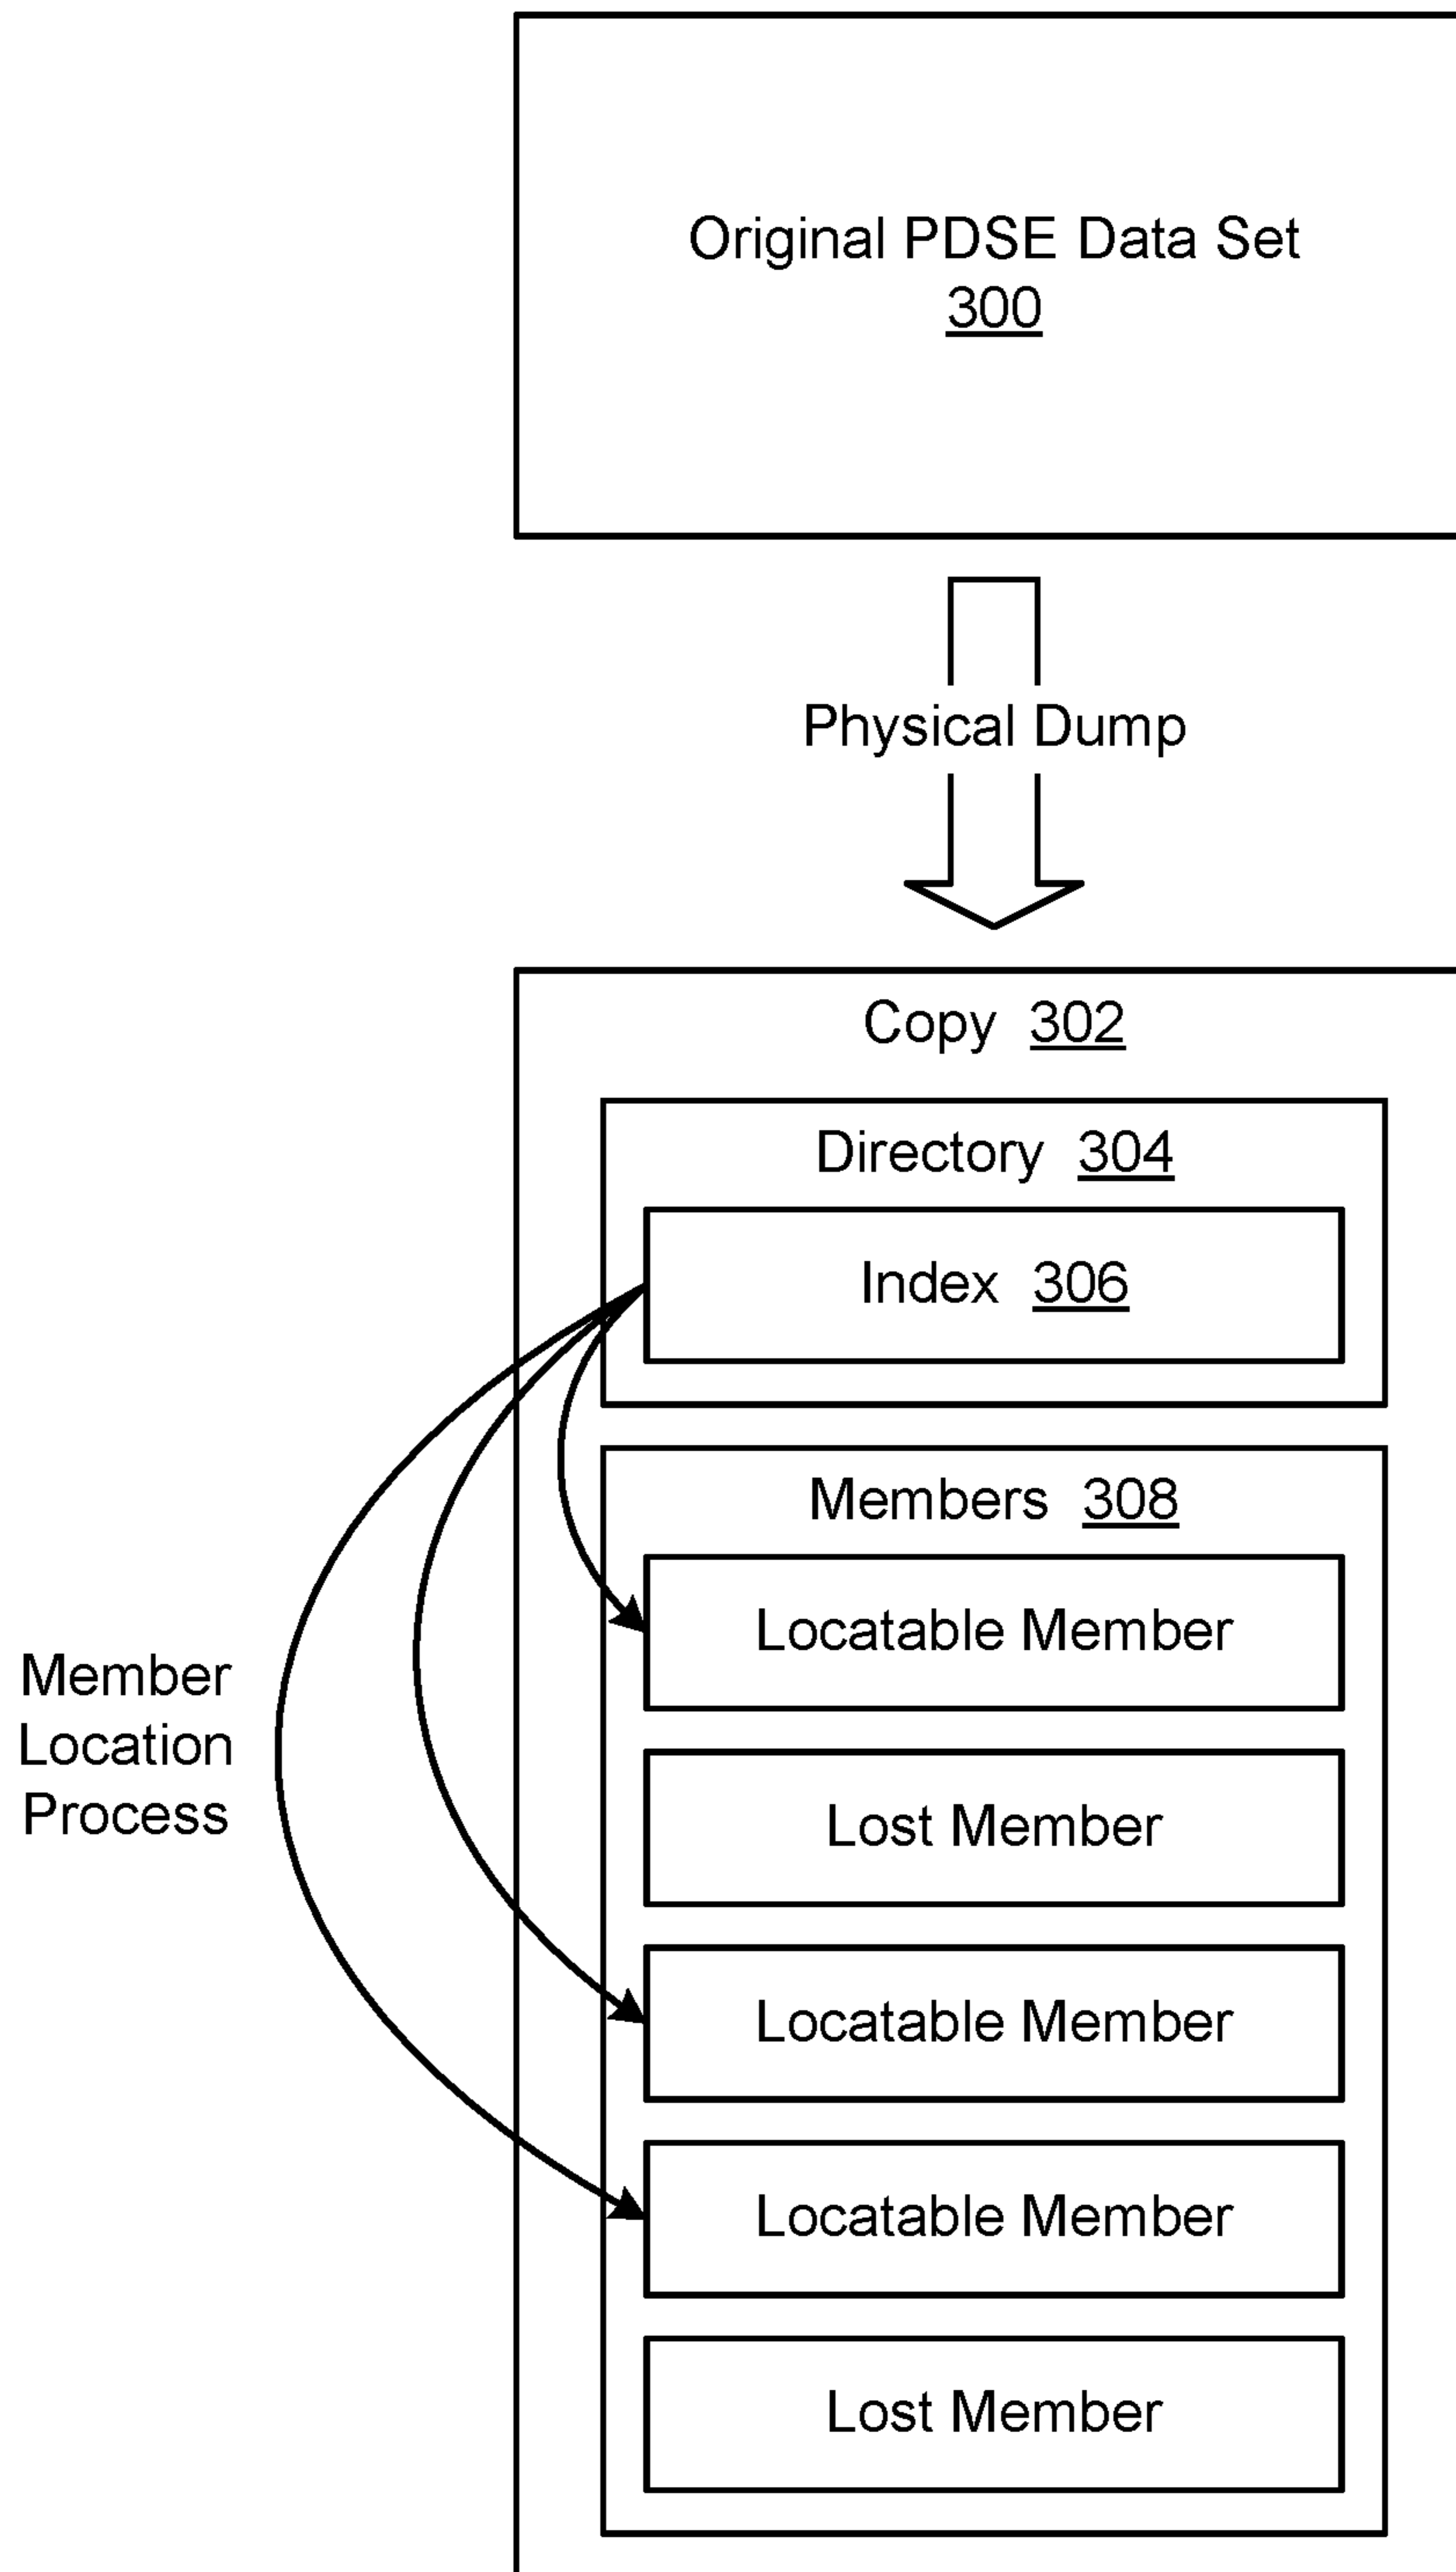 Original PDSE Data Set
300
Physical Dump
Copy 302
Directory 304
Index 306
Members 308
Locatable Member
Lost Member
Locatable Member
Locatable Member
Lost Member
Member
Location
Process